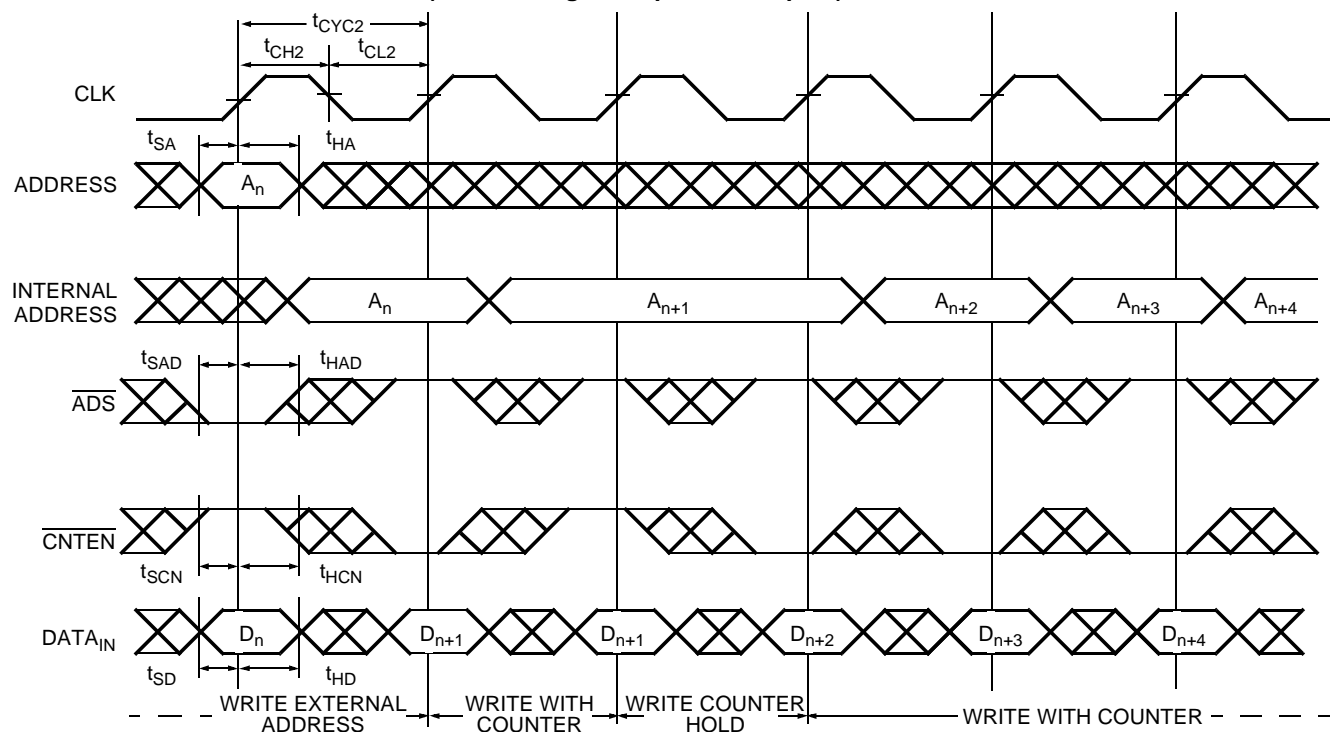 tCYC2
tCH2 tCL2
CLK
tSA tHA
ADDRESS An
INTERNAL ADDRESS An An+1 An+2 An+3 An+4
tSAD tHAD
ADS
CNTEN
tSCN tHCN
DATAIN Dn Dn+1 Dn+1 Dn+2 Dn+3 Dn+4
tSD tHD
WRITE EXTERNAL ADDRESS WRITE WITH COUNTER WRITE COUNTER HOLD WRITE WITH COUNTER